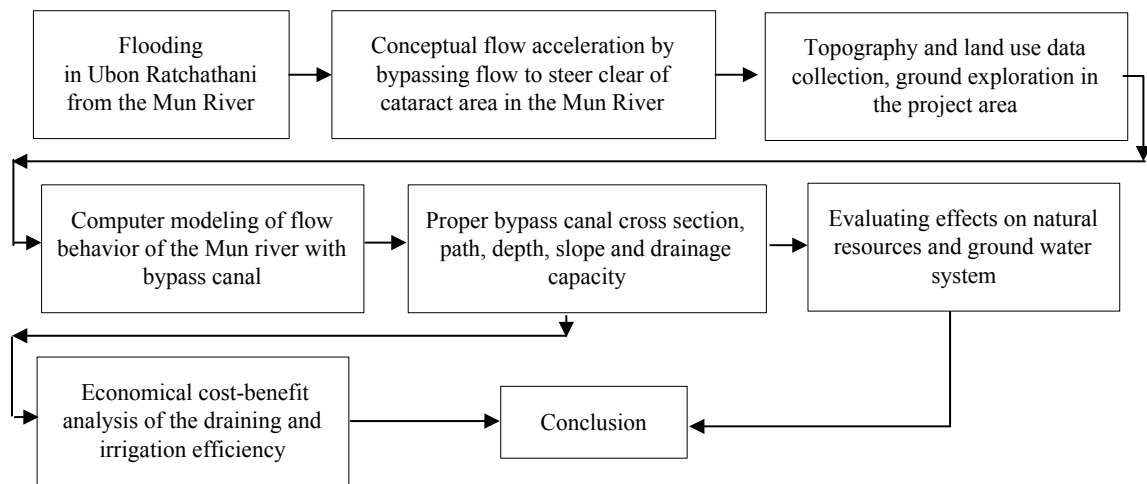 Flooding
in Ubon Ratchathani
from the Mun River
Conceptual flow acceleration by
bypassing flow to steer clear of
cataract area in the Mun River
Topography and land use data
collection, ground exploration in
the project area
Computer modeling of flow
behavior of the Mun river with
bypass canal
Proper bypass canal cross section,
path, depth, slope and drainage
capacity
Evaluating effects on natural
resources and ground water
system
Economical cost-benefit
analysis of the draining and
irrigation efficiency
Conclusion